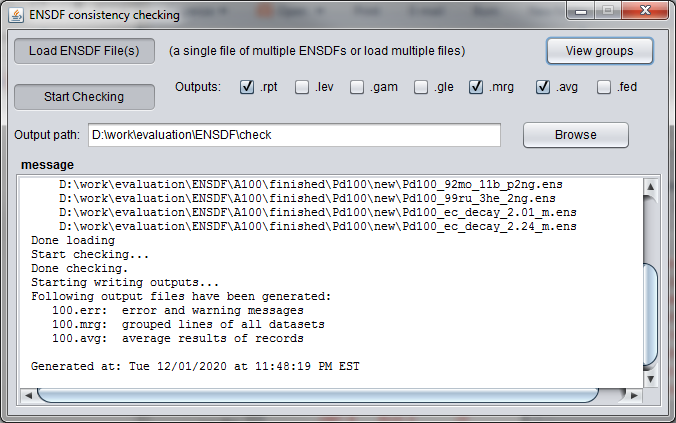 ENSDF consistency checking
Load ENSDF File(s) (a single file of multiple ENSDFs or load multiple files) View groups
Start Checking Outputs: .rpt .lev .gam .gle .mrg .avg .fed
Output path: D:\work\evaluation\ENSDF\check Browse
message
D:\work\evaluation\ENSDF\A100\finished\Pd100\new\Pd100_92mo_11b_p2ng.ens
D:\work\evaluation\ENSDF\A100\finished\Pd100\new\Pd100_99ru_3he_2ng.ens
D:\work\evaluation\ENSDF\A100\finished\Pd100\new\Pd100_ec_decay_2.01_m.ens
D:\work\evaluation\ENSDF\A100\finished\Pd100\new\Pd100_ec_decay_2.24_m.ens
Done loading
Start checking...
Done checking.
Starting writing outputs...
Following output files have been generated:
100.err: error and warning messages
100.mrg: grouped lines of all datasets
100.avg: average results of records
Generated at: Tue 12/01/2020 at 11:48:19 PM EST